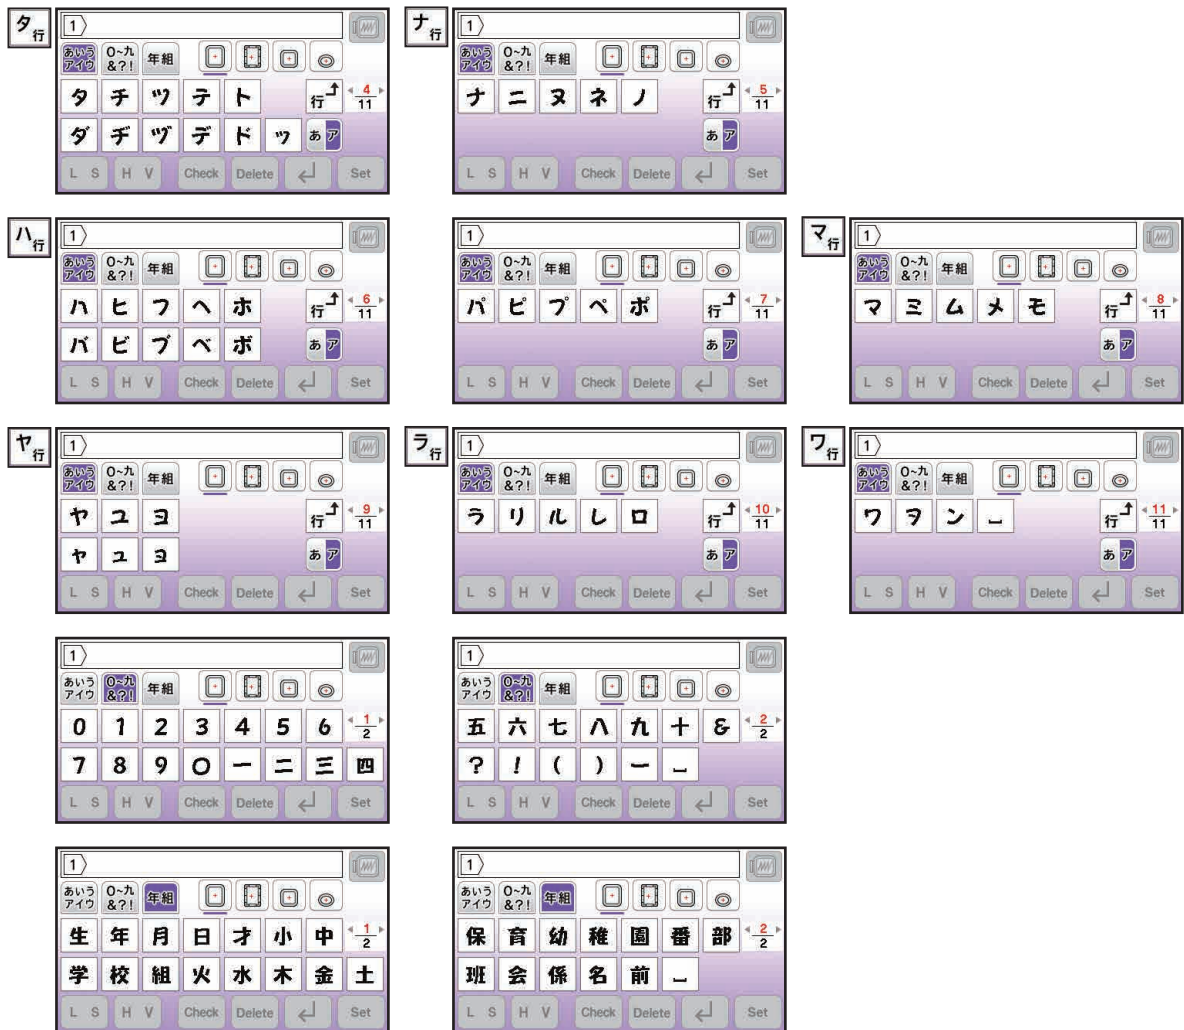 タ行
1
あいうアイウ 0~九&?! 年組
タ チ ツ テ ト 行 4/11
ダ ヂ ヅ デ ド ッ あ ア
L S H V Check Delete Set
ナ行
1
あいうアイウ 0~九&?! 年組
ナ ニ ヌ ネ ノ 行 5/11
あ ア
L S H V Check Delete Set
ハ行
1
あいうアイウ 0~九&?! 年組
ハ ヒ フ ヘ ホ 行 6/11
バ ビ ブ ベ ボ あ ア
L S H V Check Delete Set
1
あいうアイウ 0~九&?! 年組
パ ピ プ ペ ポ 行 7/11
あ ア
L S H V Check Delete Set
マ行
1
あいうアイウ 0~九&?! 年組
マ ミ ム メ モ 行 8/11
あ ア
L S H V Check Delete Set
ヤ行
1
あいうアイウ 0~九&?! 年組
ヤ ユ ヨ 行 9/11
ャ ュ ョ あ ア
L S H V Check Delete Set
ラ行
1
あいうアイウ 0~九&?! 年組
ラ リ ル レ ロ 行 10/11
あ ア
L S H V Check Delete Set
ワ行
1
あいうアイウ 0~九&?! 年組
ワ ヲ ン ⎵ 行 11/11
あ ア
L S H V Check Delete Set
1
あいうアイウ 0~九&?! 年組
0 1 2 3 4 5 6 1/2
7 8 9 〇 一 二 三 四
L S H V Check Delete Set
1
あいうアイウ 0~九&?! 年組
五 六 七 八 九 十 & 2/2
? ! ( ) ー ⎵
L S H V Check Delete Set
1
あいうアイウ 0~九&?! 年組
生 年 月 日 才 小 中 1/2
学 校 組 火 水 木 金 土
L S H V Check Delete Set
1
あいうアイウ 0~九&?! 年組
保 育 幼 稚 園 番 部 2/2
班 会 係 名 前 ⎵
L S H V Check Delete Set